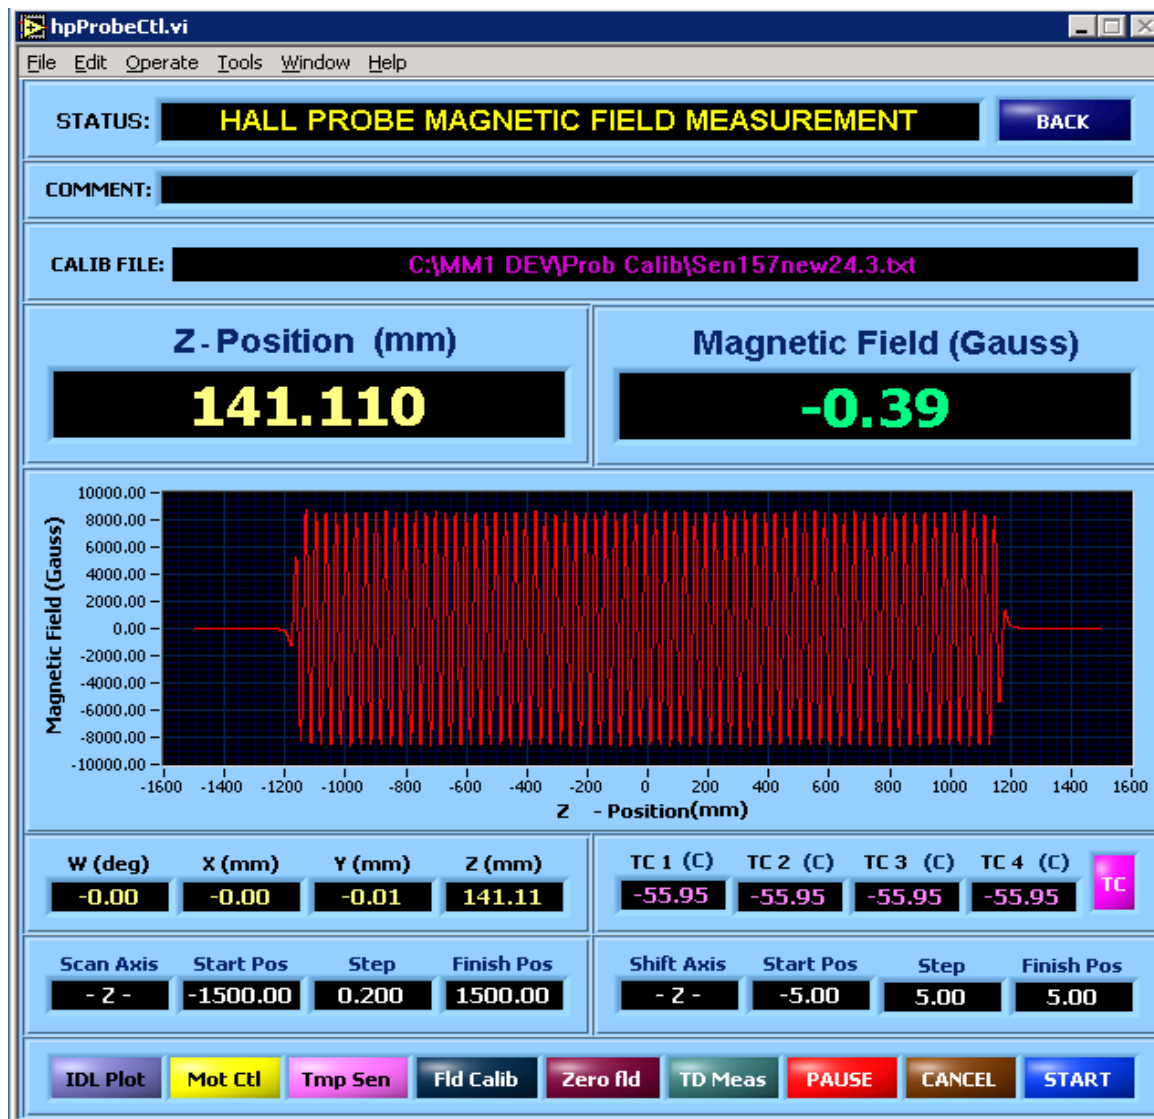 hpProbeCtl.vi
File Edit Operate Tools Window Help
STATUS: HALL PROBE MAGNETIC FIELD MEASUREMENT BACK
COMMENT:
CALIB FILE: C:\MM1 DEV\Prob Calib\Sen157new24.3.txt
Z - Position (mm) Magnetic Field (Gauss)
141.110 -0.39
Magnetic Field (Gauss)
10000.00
8000.00
6000.00
4000.00
2000.00
0.00
-2000.00
-4000.00
-6000.00
-8000.00
-10000.00
-1600 -1400 -1200 -1000 -800 -600 -400 -200 0 200 400 600 800 1000 1200 1400 1600
Z - Position(mm)
W (deg) X (mm) Y (mm) Z (mm) TC 1 (C) TC 2 (C) TC 3 (C) TC 4 (C) TC
-0.00 -0.00 -0.01 141.11 -55.95 -55.95 -55.95 -55.95
Scan Axis Start Pos Step Finish Pos Shift Axis Start Pos Step Finish Pos
- Z - -1500.00 0.200 1500.00 - Z - -5.00 5.00 5.00
IDL Plot Mot Ctl Tmp Sen Fld Calib Zero fld TD Meas PAUSE CANCEL START